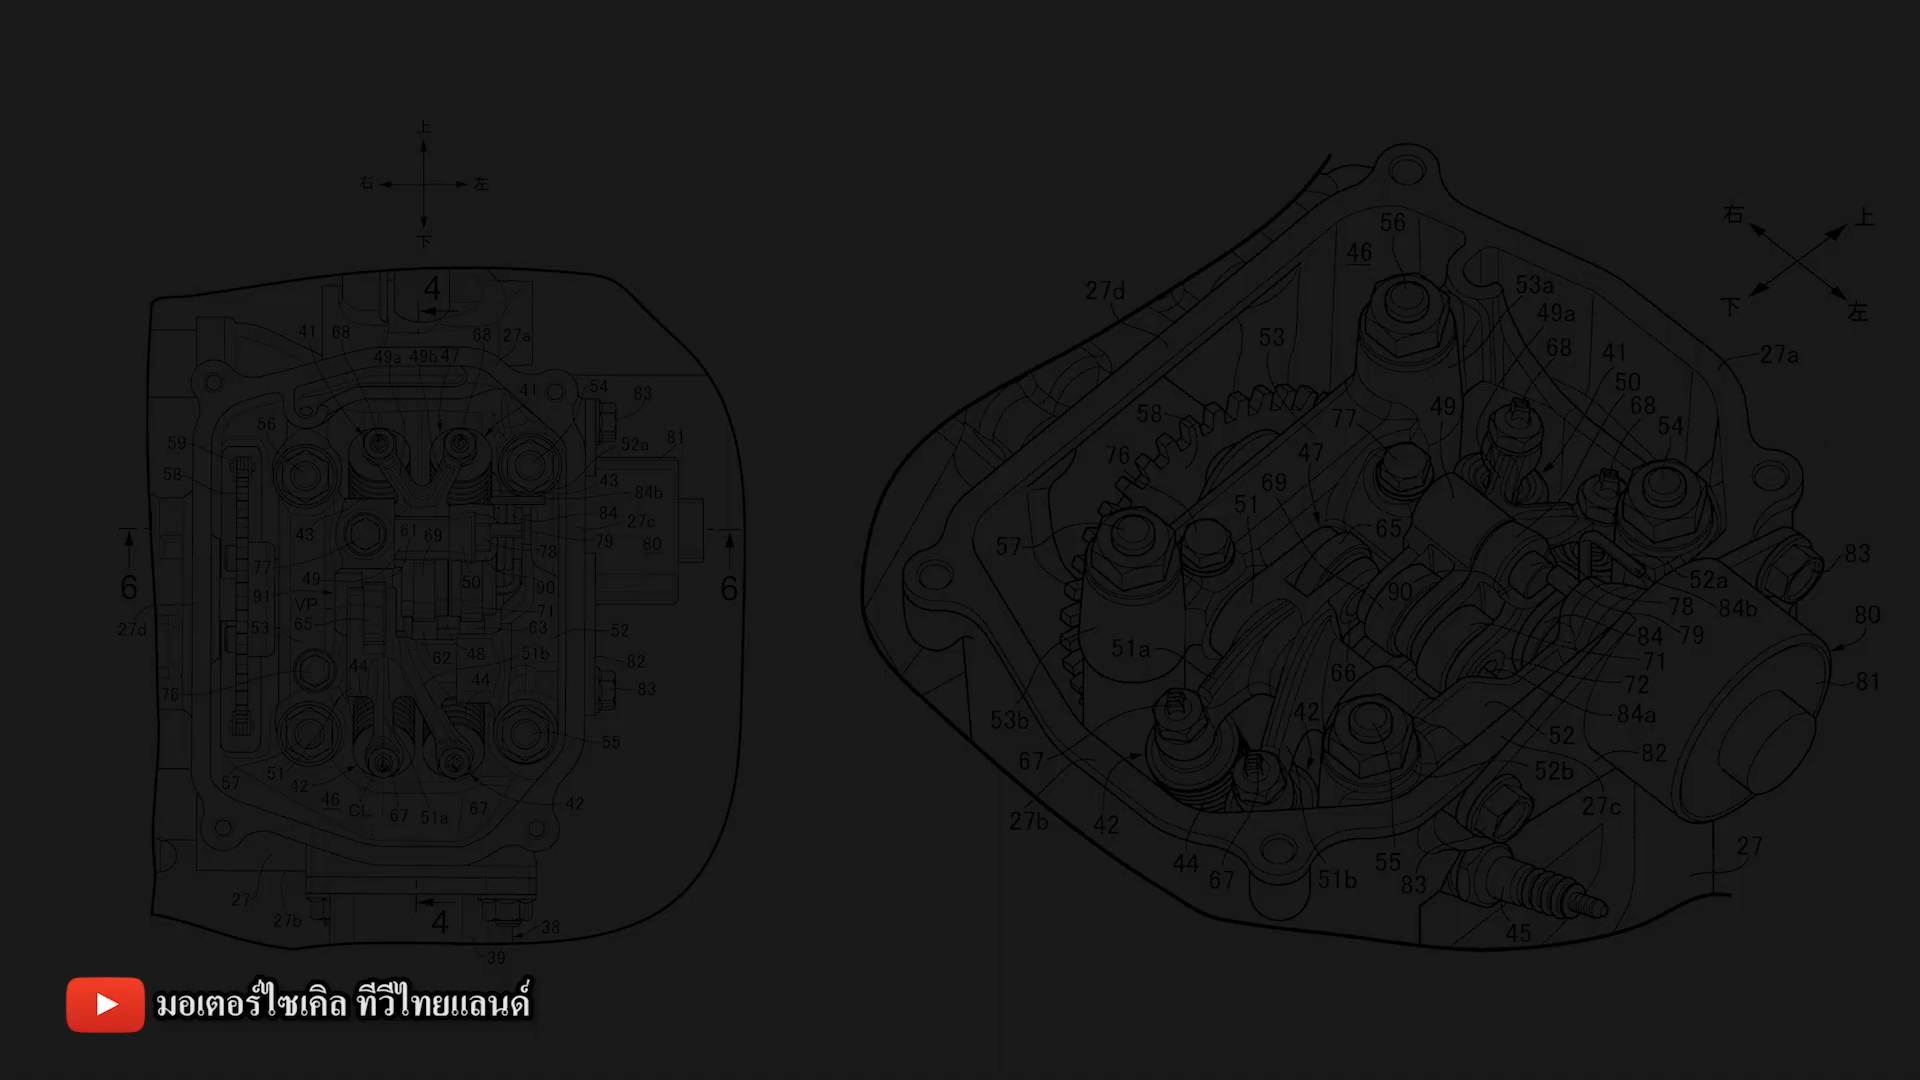 上
右 左
下
4
41 68 68 27a
49a 49b 47
41 54 83
56 52a 81
59
58 43 84b
84 27c
43 61 69 79 80
6 77 78 6
49 50 90
91 71
VP
65 63
27d 53 52
62 48 51b 82
44 44 83
76
55
57 51 42 42
46 CL 67 51a 67
27 27b 4 38
39
右 上
下 左
56
46 53a
27d 49a
53 68 41 27a
50
58 77 49 68
54
76 47
69
51 65
57 83
90 52a
78 84b 80
84 79
51a 71
66 72 81
53b 42 84a
52
67 52b 82
27b 42 27c
44 67 51b 55 83 27
45
มอเตอร์ไซเคิล ทีวีไทยแลนด์